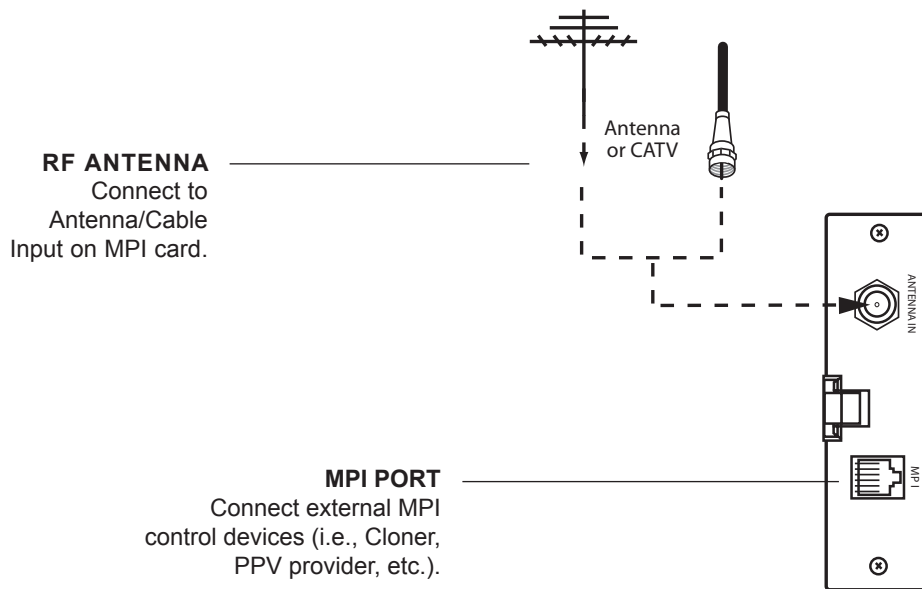 Antenna
or CATV
RF ANTENNA
Connect to
Antenna/Cable
Input on MPI card.
ANTENNA IN
MPI PORT
Connect external MPI
control devices (i.e., Cloner,
PPV provider, etc.).
MPI